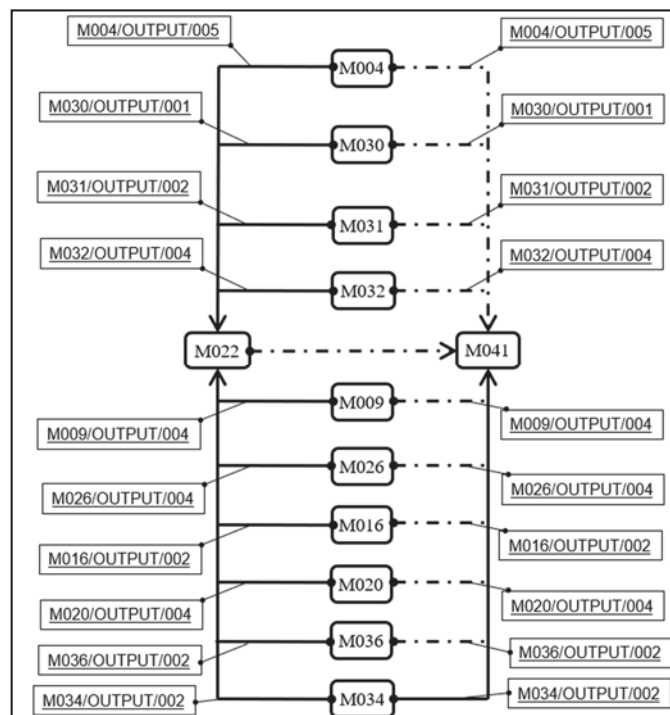 M004/OUTPUT/005
M004
M004/OUTPUT/005
M030/OUTPUT/001
M030
M030/OUTPUT/001
M031/OUTPUT/002
M031
M031/OUTPUT/002
M032/OUTPUT/004
M032
M032/OUTPUT/004
M022
M041
M009
M009/OUTPUT/004
M009/OUTPUT/004
M026
M026/OUTPUT/004
M026/OUTPUT/004
M016
M016/OUTPUT/002
M016/OUTPUT/002
M020
M020/OUTPUT/004
M020/OUTPUT/004
M036
M036/OUTPUT/002
M036/OUTPUT/002
M034/OUTPUT/002
M034
M034/OUTPUT/002